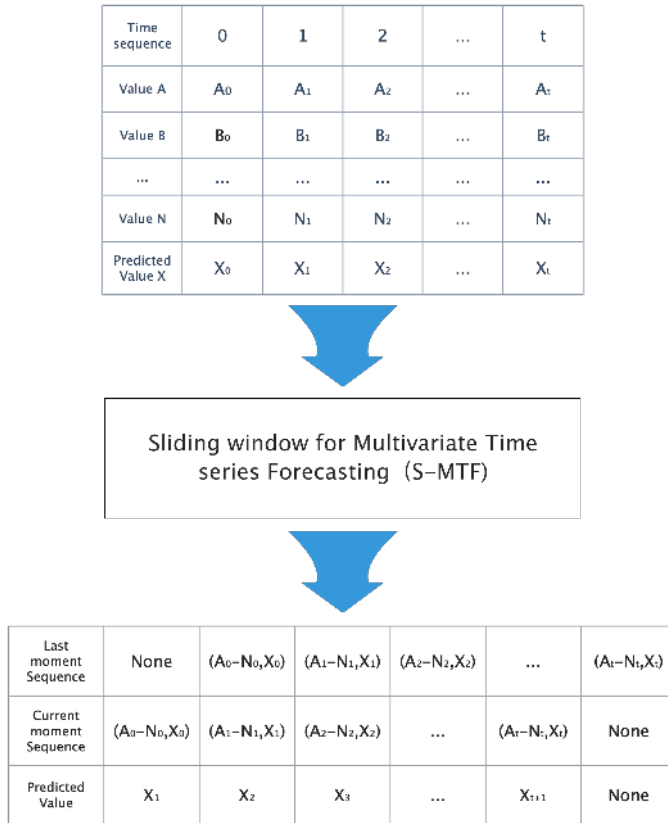 Time sequence 0 1 2 ... t
Value A A₀ A₁ A₂ ... Aₜ
Value B B₀ B₁ B₂ ... Bₜ
... ... ... ... ... ...
Value N N₀ N₁ N₂ ... Nₜ
Predicted Value X X₀ X₁ X₂ ... Xₜ
Sliding window for Multivariate Time
series Forecasting (S-MTF)
Last moment Sequence None (A₀-N₀,X₀) (A₁-N₁,X₁) (A₂-N₂,X₂) ... (Aₜ-Nₜ,Xₜ)
Current moment Sequence (A₀-N₀,X₀) (A₁-N₁,X₁) (A₂-N₂,X₂) ... (Aₜ-Nₜ,Xₜ) None
Predicted Value X₁ X₂ X₃ ... Xₜ₊₁ None